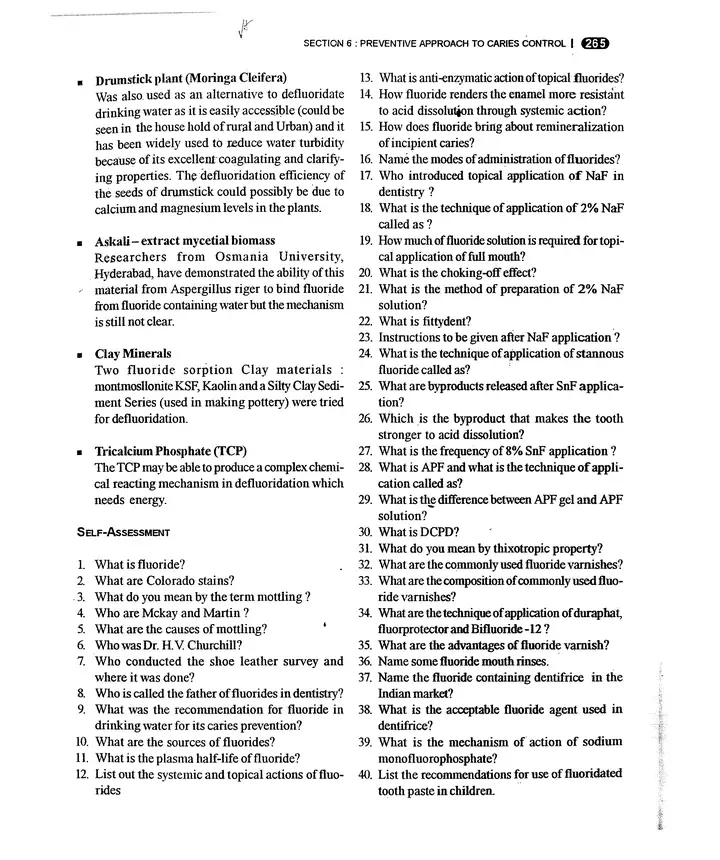 SECTION 6 : PREVENTIVE APPROACH TO CARIES CONTROL | 265
■ Drumstick plant (Moringa Cleifera)
Was also used as an alternative to defluoridate
drinking water as it is easily accessible (could be
seen in the house hold of rural and Urban) and it
has been widely used to reduce water turbidity
because of its excellent coagulating and clarify-
ing properties. The defluoridation efficiency of
the seeds of drumstick could possibly be due to
calcium and magnesium levels in the plants.
■ Askali – extract mycetial biomass
Researchers from Osmania University,
Hyderabad, have demonstrated the ability of this
material from Aspergillus riger to bind fluoride
from fluoride containing water but the mechanism
is still not clear.
■ Clay Minerals
Two fluoride sorption Clay materials :
montmosllonite KSF, Kaolin and a Silty Clay Sedi-
ment Series (used in making pottery) were tried
for defluoridation.
■ Tricalcium Phosphate (TCP)
The TCP may be able to produce a complex chemi-
cal reacting mechanism in defluoridation which
needs energy.
SELF-ASSESSMENT
1. What is fluoride?
2. What are Colorado stains?
3. What do you mean by the term mottling ?
4. Who are Mckay and Martin ?
5. What are the causes of mottling?
6. Who was Dr. H.V. Churchill?
7. Who conducted the shoe leather survey and
where it was done?
8. Who is called the father of fluorides in dentistry?
9. What was the recommendation for fluoride in
drinking water for its caries prevention?
10. What are the sources of fluorides?
11. What is the plasma half-life of fluoride?
12. List out the systemic and topical actions of fluo-
rides
13. What is anti-enzymatic action of topical fluorides?
14. How fluoride renders the enamel more resistant
to acid dissolution through systemic action?
15. How does fluoride bring about remineralization
of incipient caries?
16. Name the modes of administration of fluorides?
17. Who introduced topical application of NaF in
dentistry ?
18. What is the technique of application of 2% NaF
called as ?
19. How much of fluoride solution is required for topi-
cal application of full mouth?
20. What is the choking-off effect?
21. What is the method of preparation of 2% NaF
solution?
22. What is fittydent?
23. Instructions to be given after NaF application ?
24. What is the technique of application of stannous
fluoride called as?
25. What are byproducts released after SnF applica-
tion?
26. Which is the byproduct that makes the tooth
stronger to acid dissolution?
27. What is the frequency of 8% SnF application ?
28. What is APF and what is the technique of appli-
cation called as?
29. What is the difference between APF gel and APF
solution?
30. What is DCPD?
31. What do you mean by thixotropic property?
32. What are the commonly used fluoride varnishes?
33. What are the composition of commonly used fluo-
ride varnishes?
34. What are the technique of application of duraphat,
fluorprotector and Bifluoride -12 ?
35. What are the advantages of fluoride varnish?
36. Name some fluoride mouth rinses.
37. Name the fluoride containing dentifrice in the
Indian market?
38. What is the acceptable fluoride agent used in
dentifrice?
39. What is the mechanism of action of sodium
monofluorophosphate?
40. List the recommendations for use of fluoridated
tooth paste in children.